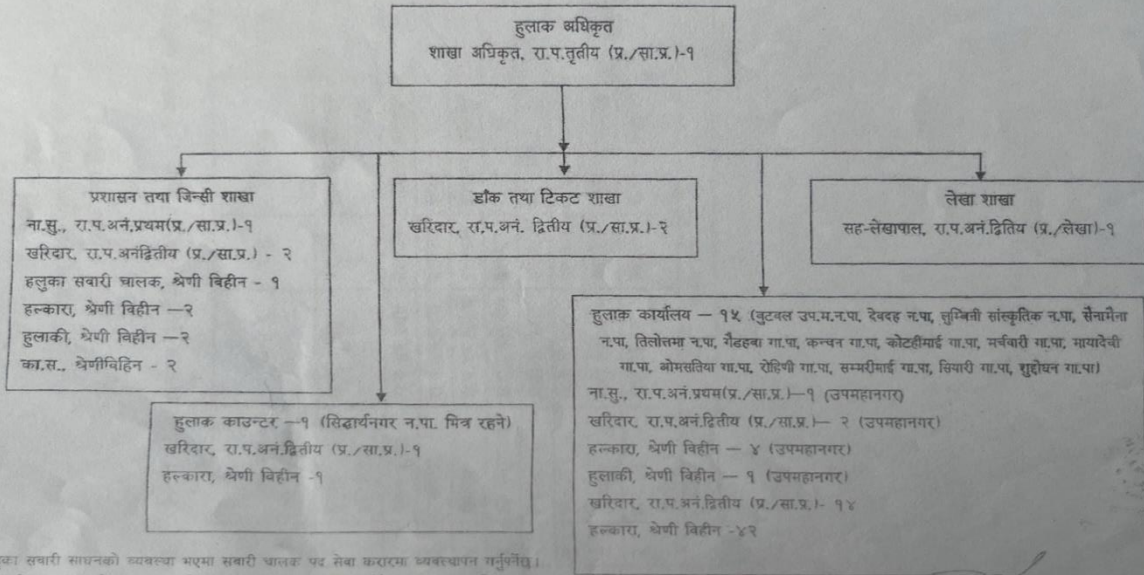 हुलाक अधिकृत
शाखा अधिकृत, रा.प.तृतीय (प्र./सा.प्र.)-१
प्रशासन तथा जिन्सी शाखा
ना.सु., रा.प.अनं.प्रथम(प्र./सा.प्र.)-१
खरिदार, रा.प.अनंद्वितीय (प्र./सा.प्र.) - २
हलुका सवारी चालक, श्रेणी विहीन - १
हल्कारा, श्रेणी विहीन —२
हुलाकी, श्रेणी विहीन —२
का.स., श्रेणीविहिन - २
डाँक तथा टिकट शाखा
खरिदार, रा.प.अनं. द्वितीय (प्र./सा.प्र.)-२
लेखा शाखा
सह-लेखापाल, रा.प.अनं.द्वितिय (प्र./लेखा)-१
हुलाक काउन्टर —१ (सिद्धार्थनगर न.पा. भित्र रहने)
खरिदार, रा.प.अनं.द्वितिय (प्र./सा.प्र.)-१
हल्कारा, श्रेणी विहीन -१
हुलाक कार्यालय — १५ (बुटवल उप.म.न.पा, देवदह न.पा, लुम्बिनी सांस्कृतिक न.पा, सैनामैना
न.पा, तिलोत्तमा न.पा, गैडहवा गा.पा, कन्चन गा.पा, कोटहीमाई गा.पा, मर्चवारी गा.पा, मायादेवी
गा.पा, ओमसतिया गा.पा, रोहिणी गा.पा, सम्मरीमाई गा.पा, सियारी गा.पा, शुद्दोधन गा.पा)
ना.सु., रा.प.अनं.प्रथम(प्र./सा.प्र.)—१ (उपमहानगर)
खरिदार, रा.प.अनं.द्वितीय (प्र./सा.प्र.)— २ (उपमहानगर)
हल्कारा, श्रेणी विहीन — ४ (उपमहानगर)
हुलाकी, श्रेणी विहीन — १ (उपमहानगर)
खरिदार, रा.प.अनं.द्वितीय (प्र./सा.प्र.)- १४
हल्कारा, श्रेणी विहीन -४२
का सवारी साधनको व्यवस्था भएमा सवारी चालक पद सेवा करारमा व्यवस्थापन गर्नुपर्नेछ।